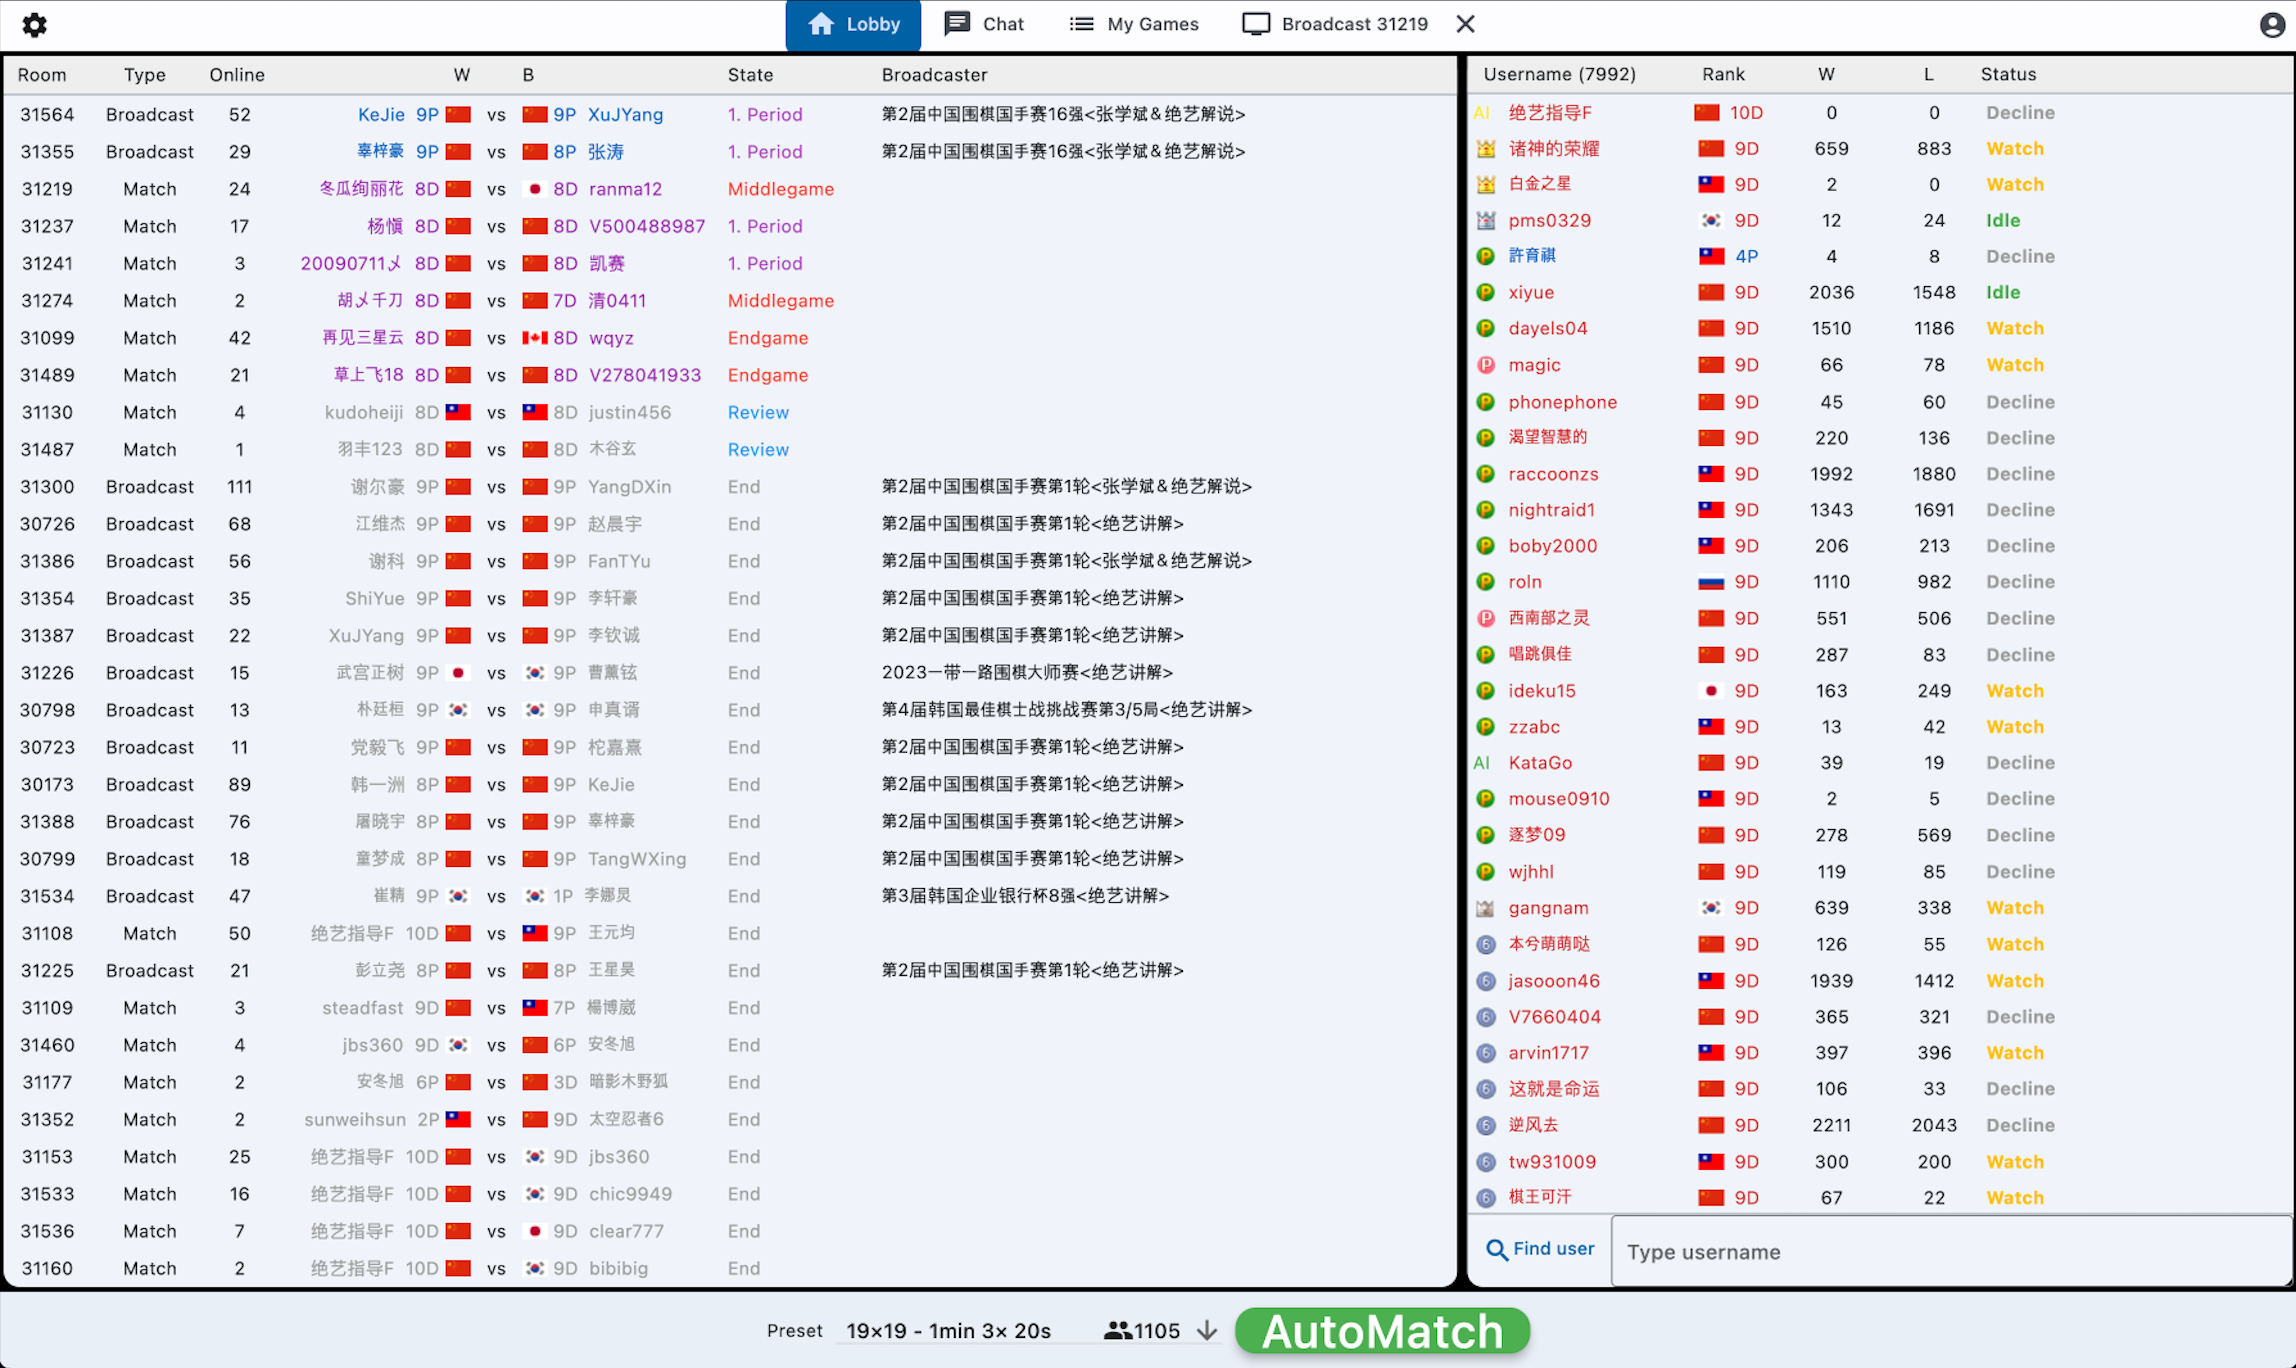 Lobby Chat My Games Broadcast 31219
Room Type Online W B State Broadcaster
31564 Broadcast 52 KeJie 9P vs 9P XuJYang 1. Period 第2届中国围棋国手赛16强<张学斌&绝艺解说>
31355 Broadcast 29 辜梓豪 9P vs 8P 张涛 1. Period 第2届中国围棋国手赛16强<张学斌&绝艺解说>
31219 Match 24 冬瓜绚丽花 8D vs 8D ranma12 Middlegame
31237 Match 17 杨愼 8D vs 8D V500488987 1. Period
31241 Match 3 20090711乄 8D vs 8D 凯赛 1. Period
31274 Match 2 胡乄千刀 8D vs 7D 清0411 Middlegame
31099 Match 42 再见三星云 8D vs 8D wqyz Endgame
31489 Match 21 草上飞18 8D vs 8D V278041933 Endgame
31130 Match 4 kudoheiji 8D vs 8D justin456 Review
31487 Match 1 羽丰123 8D vs 8D 木谷玄 Review
31300 Broadcast 111 谢尔豪 9P vs 9P YangDXin End 第2届中国围棋国手赛第1轮<张学斌&绝艺解说>
30726 Broadcast 68 江维杰 9P vs 9P 赵晨宇 End 第2届中国围棋国手赛第1轮<绝艺讲解>
31386 Broadcast 56 谢科 9P vs 9P FanTYu End 第2届中国围棋国手赛第1轮<张学斌&绝艺解说>
31354 Broadcast 35 ShiYue 9P vs 9P 李轩豪 End 第2届中国围棋国手赛第1轮<绝艺讲解>
31387 Broadcast 22 XuJYang 9P vs 9P 李钦诚 End 第2届中国围棋国手赛第1轮<绝艺讲解>
31226 Broadcast 15 武宫正树 9P vs 9P 曹薰铉 End 2023一带一路围棋大师赛<绝艺讲解>
30798 Broadcast 13 朴廷桓 9P vs 9P 申真谞 End 第4届韩国最佳棋士战挑战赛第3/5局<绝艺讲解>
30723 Broadcast 11 党毅飞 9P vs 9P 柁嘉熹 End 第2届中国围棋国手赛第1轮<绝艺讲解>
30173 Broadcast 89 韩一洲 8P vs 9P KeJie End 第2届中国围棋国手赛第1轮<绝艺讲解>
31388 Broadcast 76 屠晓宇 8P vs 9P 辜梓豪 End 第2届中国围棋国手赛第1轮<绝艺讲解>
30799 Broadcast 18 童梦成 8P vs 9P TangWXing End 第2届中国围棋国手赛第1轮<绝艺讲解>
31534 Broadcast 47 崔精 9P vs 1P 李娜炅 End 第3届韩国企业银行杯8强<绝艺讲解>
31108 Match 50 绝艺指导F 10D vs 9P 王元均 End
31225 Broadcast 21 彭立尧 8P vs 8P 王星昊 End 第2届中国围棋国手赛第1轮<绝艺讲解>
31109 Match 3 steadfast 9D vs 7P 楊博崴 End
31460 Match 4 jbs360 9D vs 6P 安冬旭 End
31177 Match 2 安冬旭 6P vs 3D 暗影木野狐 End
31352 Match 2 sunweihsun 2P vs 9D 太空忍者6 End
31153 Match 25 绝艺指导F 10D vs 9D jbs360 End
31533 Match 16 绝艺指导F 10D vs 9D chic9949 End
31536 Match 7 绝艺指导F 10D vs 9D clear777 End
31160 Match 2 绝艺指导F 10D vs 9D bibibig End
Username (7992) Rank W L Status
AI 绝艺指导F 10D 0 0 Decline
诸神的荣耀 9D 659 883 Watch
白金之星 9D 2 0 Watch
pms0329 9D 12 24 Idle
P 許育祺 4P 4 8 Decline
P xiyue 9D 2036 1548 Idle
P dayels04 9D 1510 1186 Watch
P magic 9D 66 78 Watch
P phonephone 9D 45 60 Decline
P 渴望智慧的 9D 220 136 Decline
P raccoonzs 9D 1992 1880 Decline
P nightraid1 9D 1343 1691 Decline
P boby2000 9D 206 213 Decline
P roln 9D 1110 982 Decline
P 西南部之灵 9D 551 506 Decline
P 唱跳俱佳 9D 287 83 Decline
P ideku15 9D 163 249 Watch
P zzabc 9D 13 42 Watch
AI KataGo 9D 39 19 Decline
P mouse0910 9D 2 5 Decline
P 逐梦09 9D 278 569 Decline
P wjhhl 9D 119 85 Decline
gangnam 9D 639 338 Watch
6 本兮萌萌哒 9D 126 55 Watch
6 jasooon46 9D 1939 1412 Watch
6 V7660404 9D 365 321 Decline
6 arvin1717 9D 397 396 Watch
6 这就是命运 9D 106 33 Decline
6 逆风去 9D 2211 2043 Decline
6 tw931009 9D 300 200 Watch
6 棋王可汗 9D 67 22 Watch
Find user Type username
Preset 19×19 - 1min 3× 20s 1105 AutoMatch